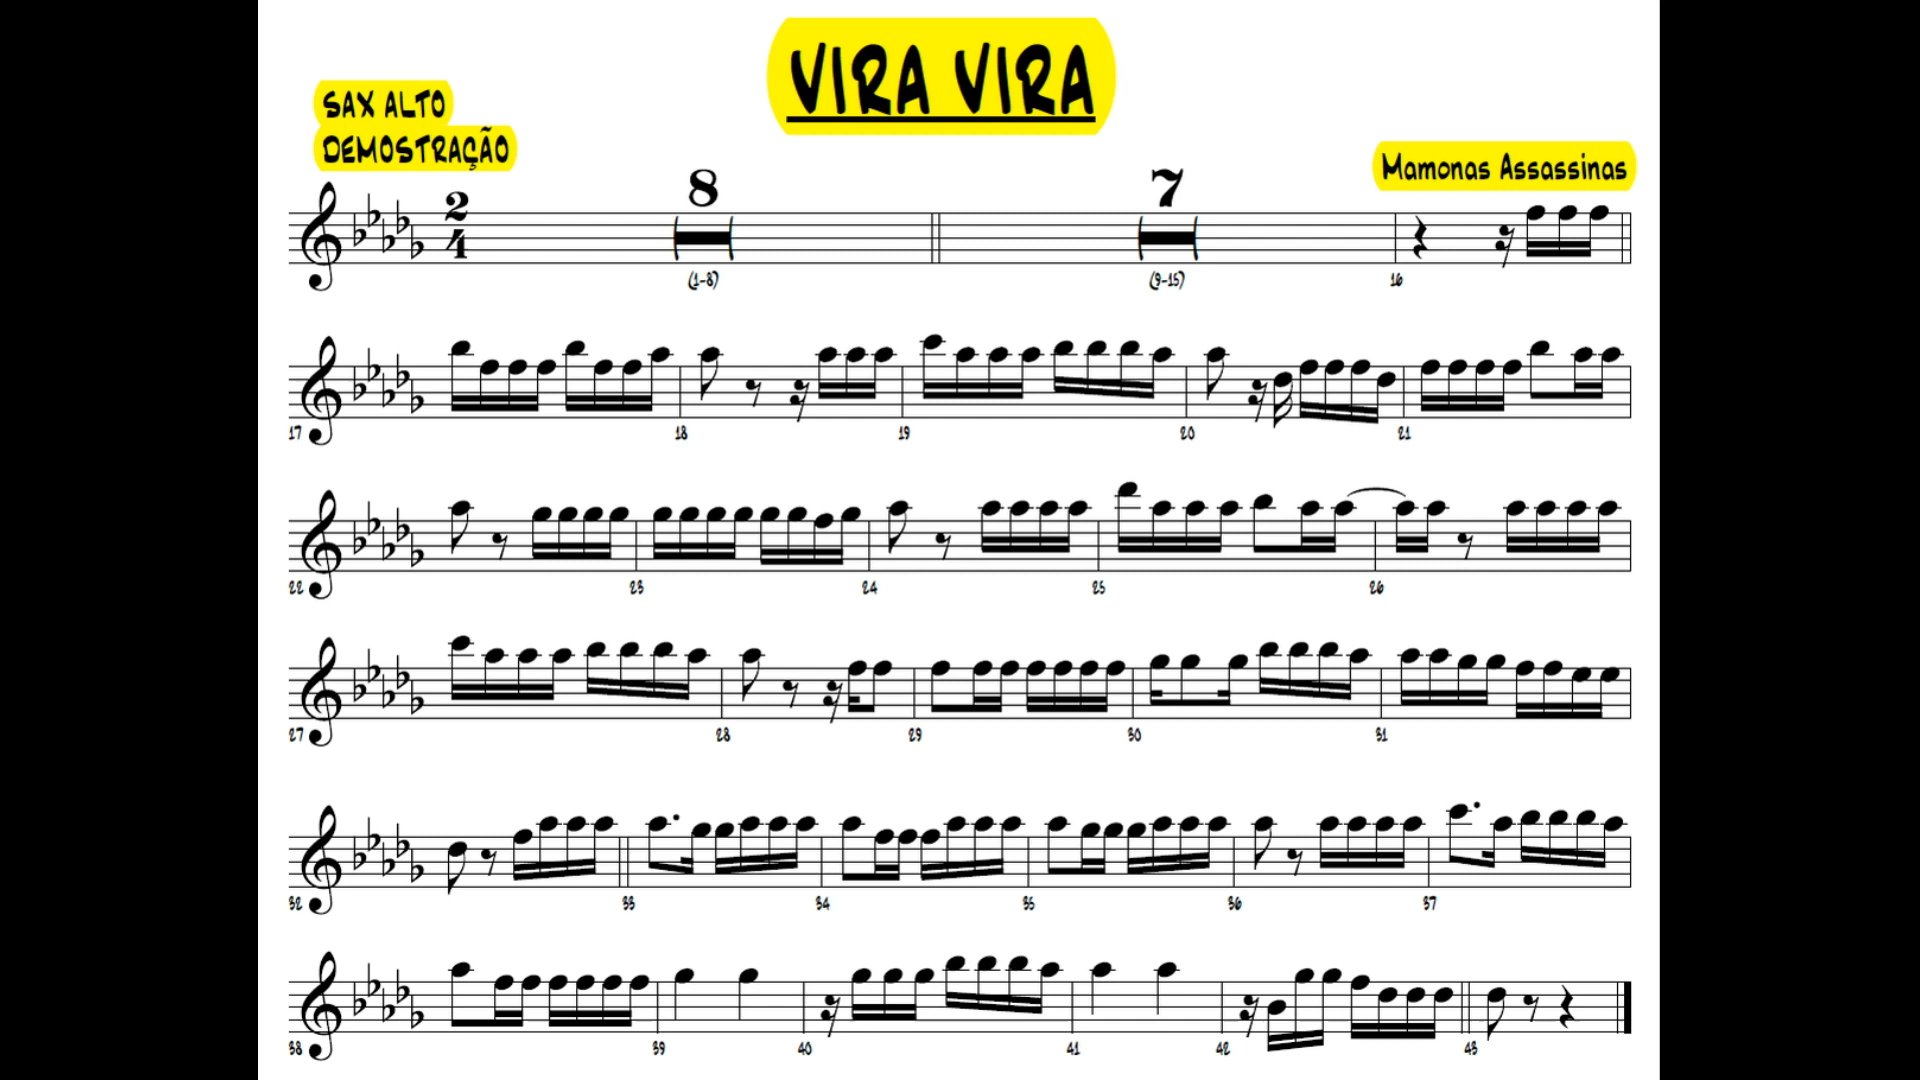 VIRA VIRA
SAX ALTO
DEMOSTRAÇÃO
Mamonas Assassinas
2
4
8
7
(1-8)
(9-15)
16
17 18 19 20 21
22 23 24 25 26
27 28 29 30 31
32 33 34 35 36 37
38 39 40 41 42 43